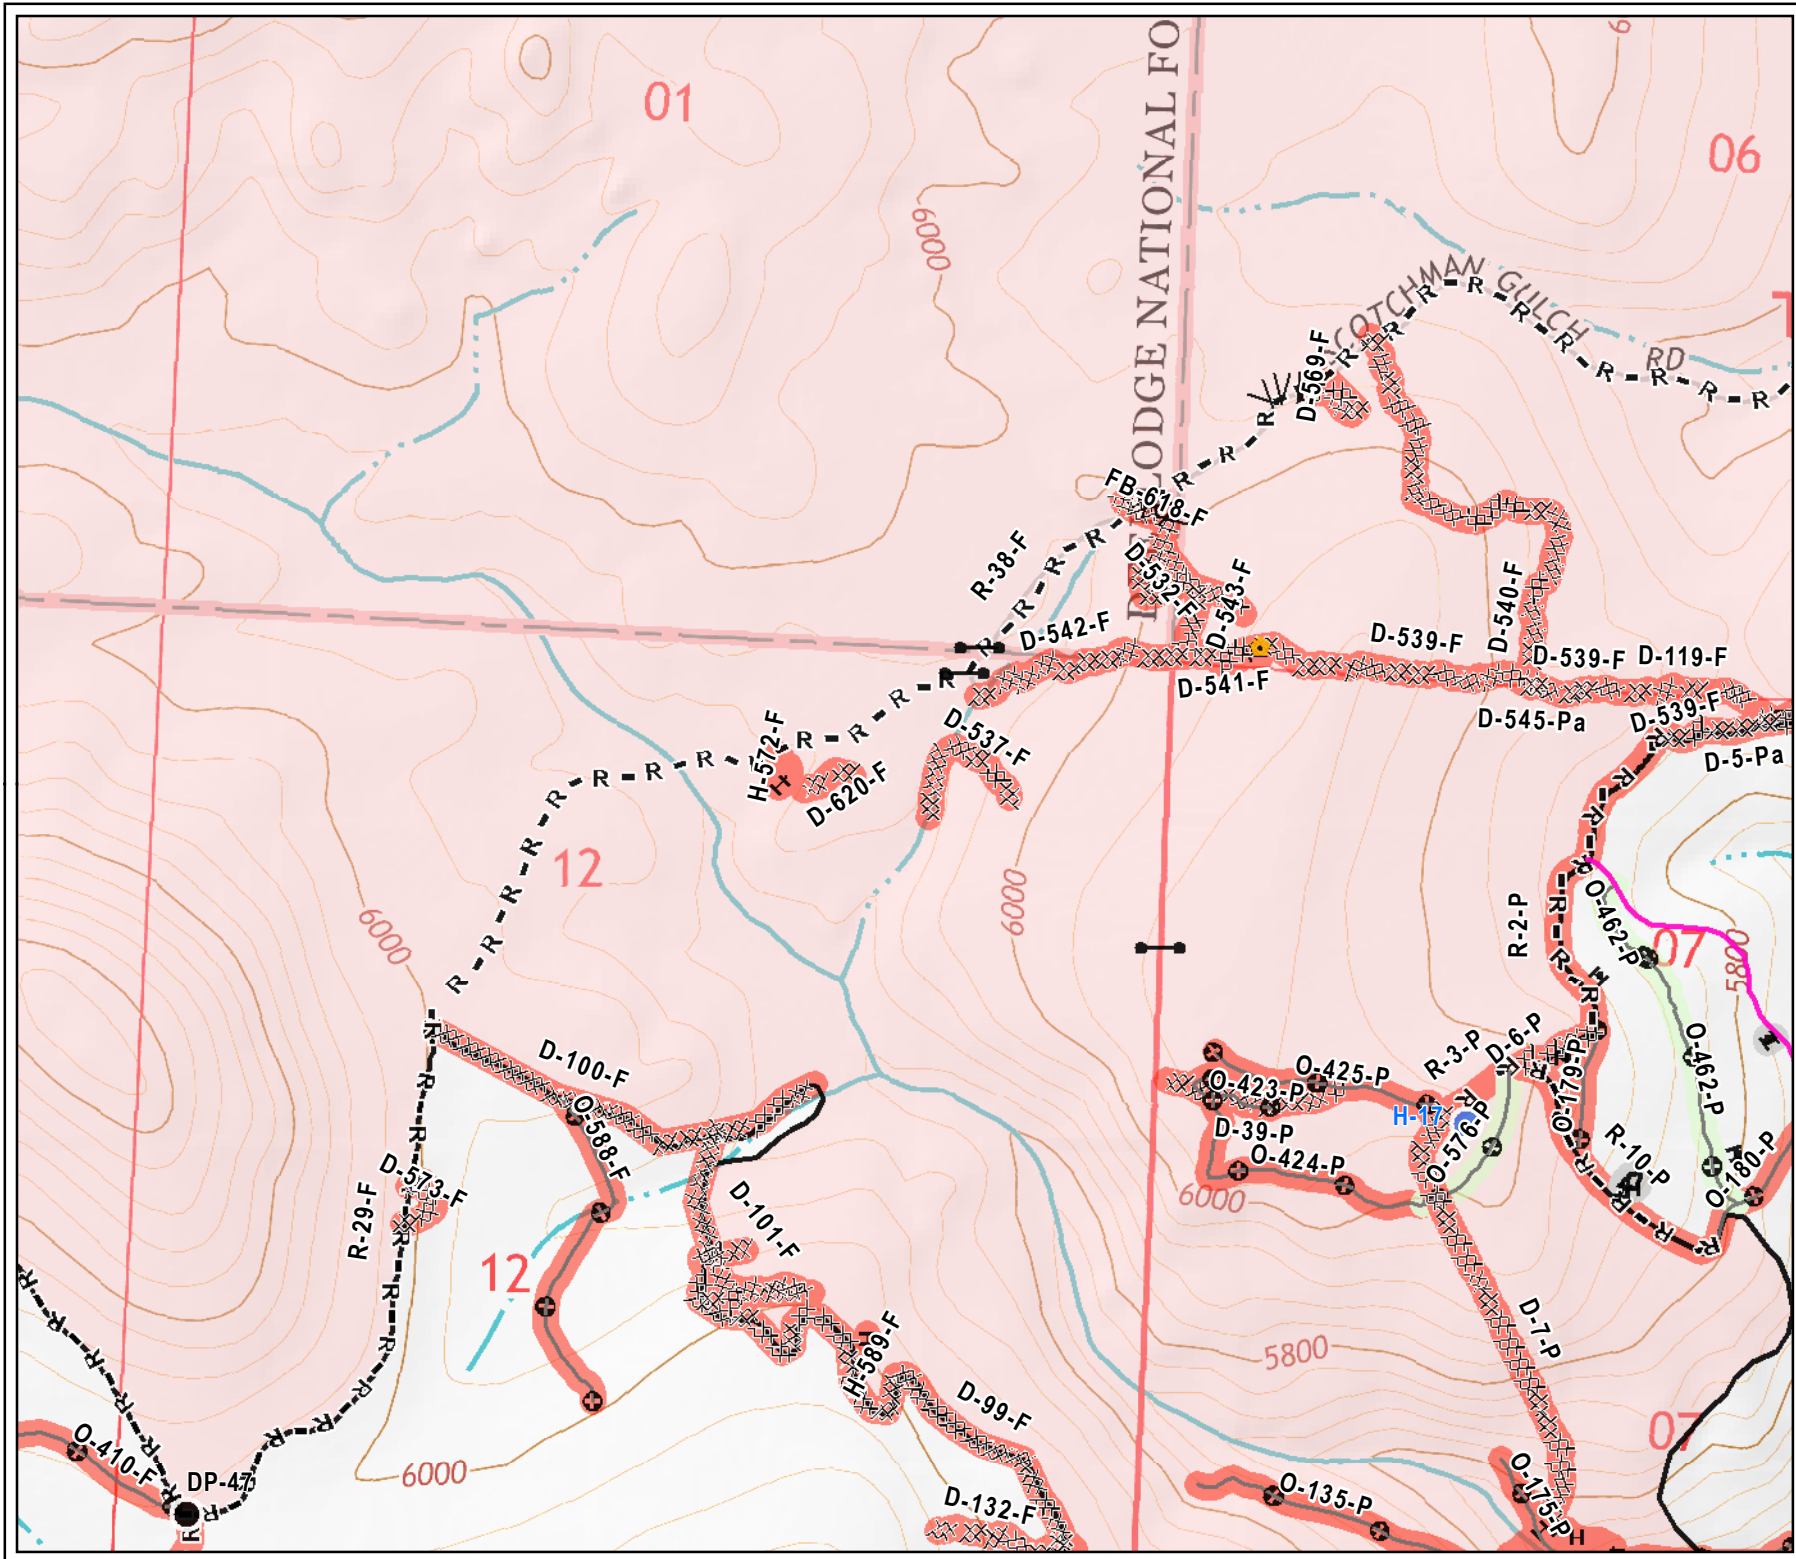 01
06
6000
DGE NATIONAL FO
COTCHMAN GULCH
RD
D-569-F
FB-618-F
R-38-F
D-532-F
D-543-F
D-542-F
D-541-F
D-539-F
D-540-F
D-539-F
D-119-F
D-545-Pa
D-539-F
D-5-Pa
D-537-F
H-572-F
H
D-620-F
12
6000
6000
R-2-P
O-462-P
07
5800
D-100-F
O-588-F
O-423-P
O-425-P
R-3-P
D-6-P
O-179-P
O-462-P
H-17
O-576-P
D-39-P
O-424-P
R-10-P
O-180-P
6000
D-573-F
R-29-F
D-101-F
12
H-589-F
5800
D-7-P
D-99-F
07
O-410-F
DP-47
6000
D-132-F
O-135-P
O-175-P
H